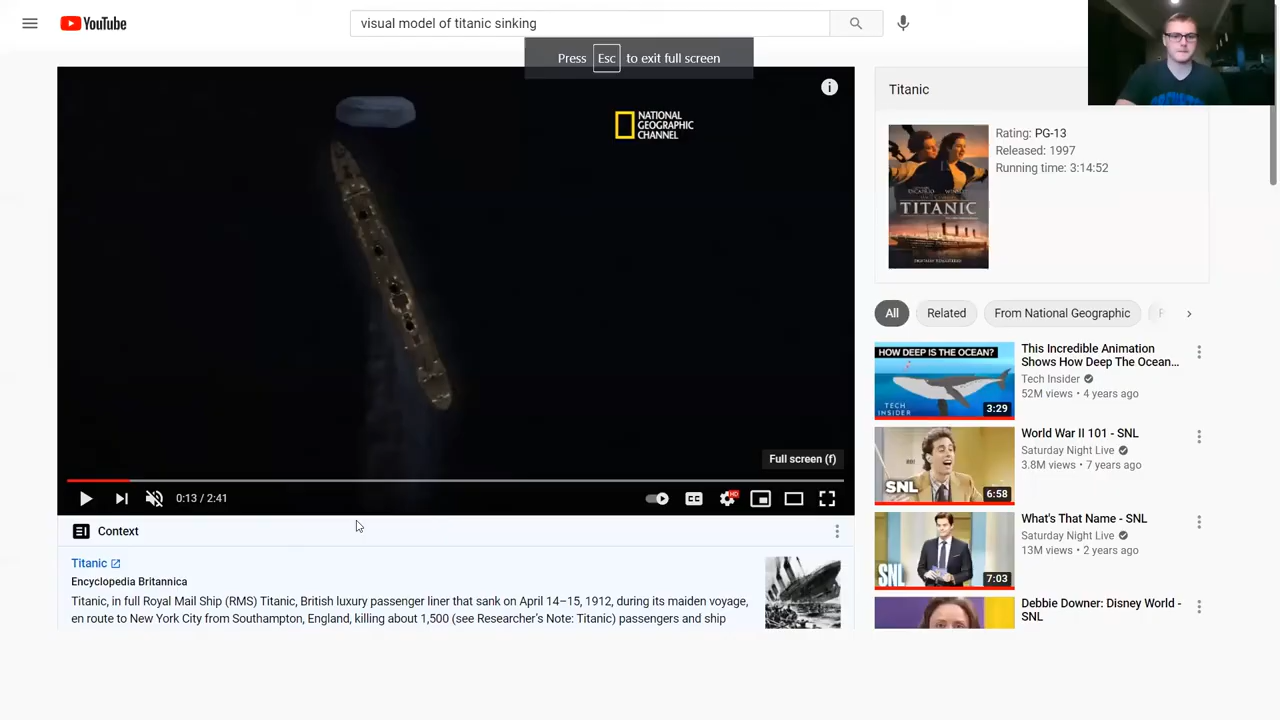 YouTube
visual model of titanic sinking
Press Esc to exit full screen
NATIONAL
GEOGRAPHIC
CHANNEL
Full screen (f)
0:13 / 2:41
CC
HD
Context
Titanic
Encyclopedia Britannica
Titanic, in full Royal Mail Ship (RMS) Titanic, British luxury passenger liner that sank on April 14–15, 1912, during its maiden voyage,
en route to New York City from Southampton, England, killing about 1,500 (see Researcher's Note: Titanic) passengers and ship
Titanic
TITANIC
Rating: PG-13
Released: 1997
Running time: 3:14:52
All
Related
From National Geographic
HOW DEEP IS THE OCEAN?
TECH
INSIDER
3:29
This Incredible Animation
Shows How Deep The Ocean...
Tech Insider
52M views • 4 years ago
SNL
6:58
World War II 101 - SNL
Saturday Night Live
3.8M views • 7 years ago
SNL
7:03
What's That Name - SNL
Saturday Night Live
13M views • 2 years ago
Debbie Downer: Disney World -
SNL